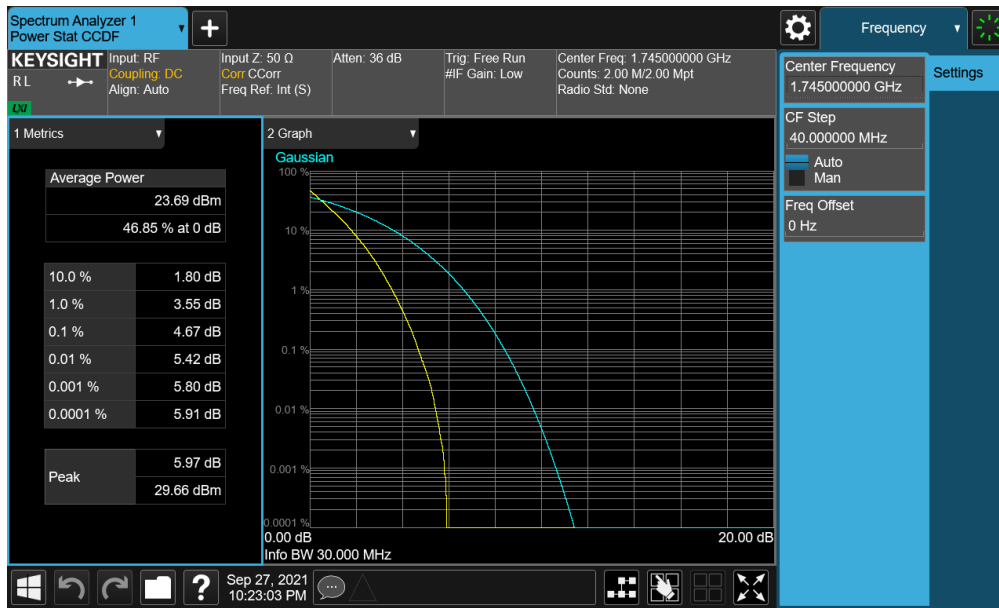 Spectrum Analyzer 1
Power Stat CCDF
+
Frequency
KEYSIGHT
RL
LXI
Input: RF
Coupling: DC
Align: Auto
Input Z: 50 Ω
Corr CCorr
Freq Ref: Int (S)
Atten: 36 dB
Trig: Free Run
#IF Gain: Low
Center Freq: 1.745000000 GHz
Counts: 2.00 M/2.00 Mpt
Radio Std: None
Center Frequency
1.745000000 GHz
Settings
CF Step
40.000000 MHz
Auto
Man
Freq Offset
0 Hz
1 Metrics
Average Power
23.69 dBm
46.85 % at 0 dB
10.0 % 1.80 dB
1.0 % 3.55 dB
0.1 % 4.67 dB
0.01 % 5.42 dB
0.001 % 5.80 dB
0.0001 % 5.91 dB
Peak
5.97 dB
29.66 dBm
2 Graph
Gaussian
100 %
10 %
1 %
0.1 %
0.01 %
0.001 %
0.0001 %
0.00 dB 20.00 dB
Info BW 30.000 MHz
?
Sep 27, 2021
10:23:03 PM